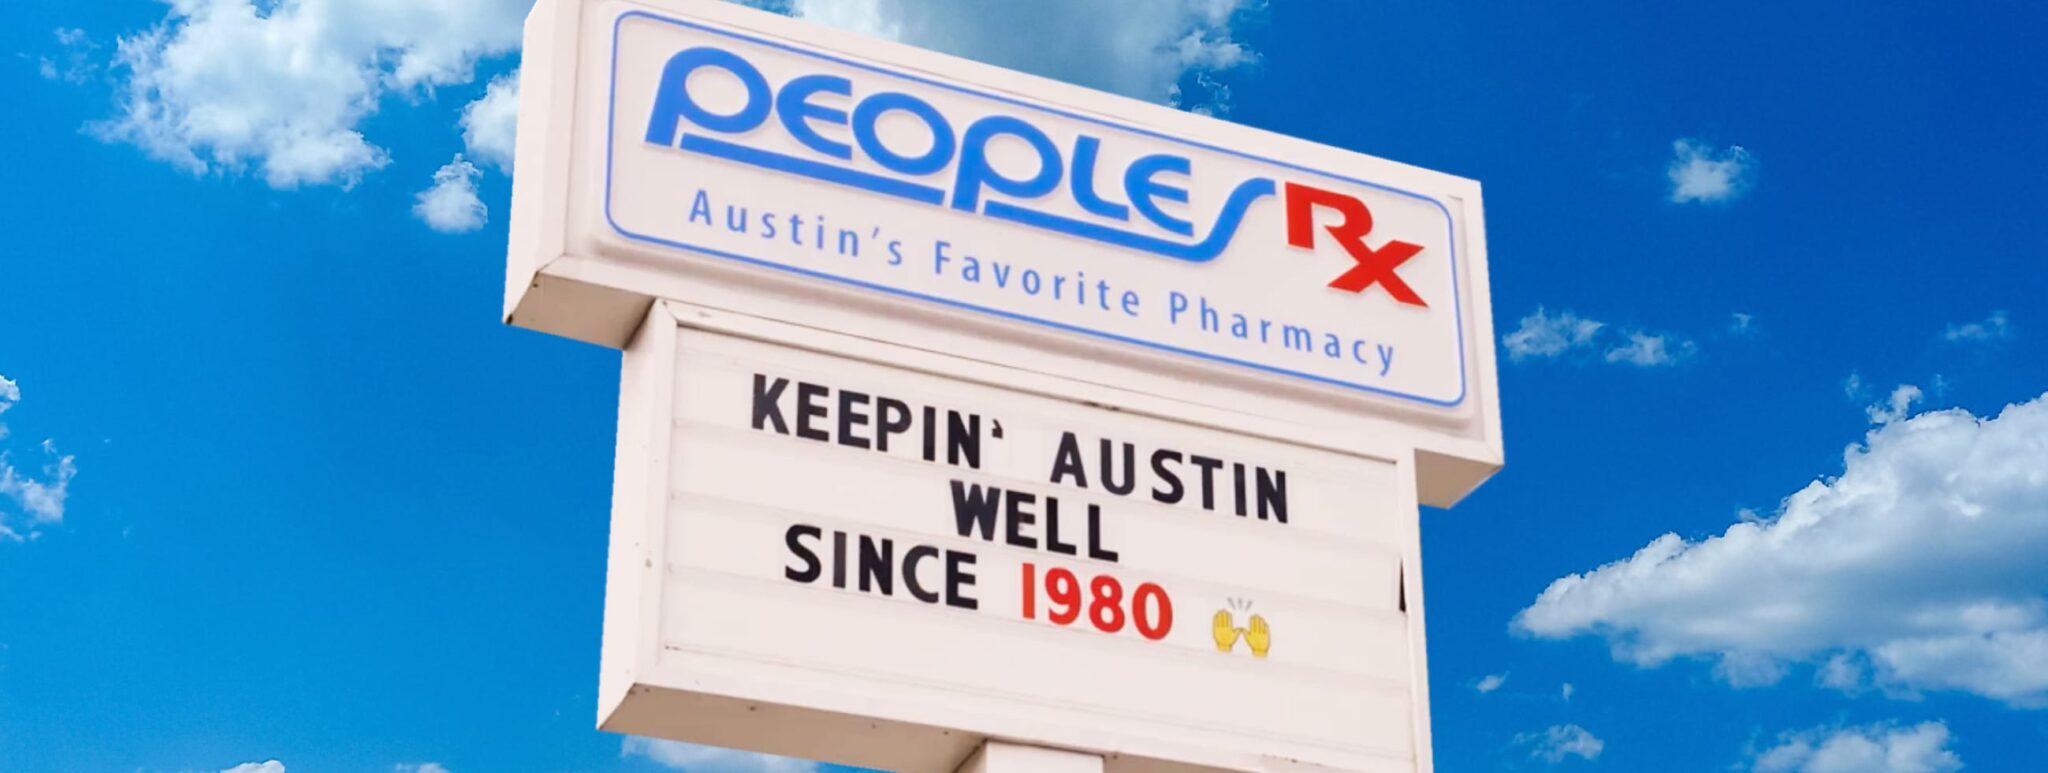 PEOPLES Rx
Austin's Favorite Pharmacy
KEEPIN' AUSTIN
WELL
SINCE 1980 🙌